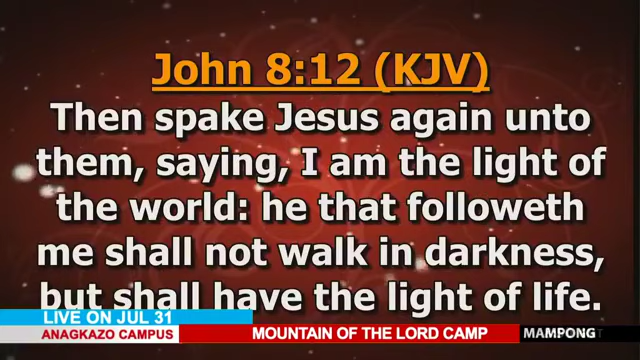 John 8:12 (KJV)
Then spake Jesus again unto
them, saying, I am the light of
the world: he that followeth
me shall not walk in darkness,
but shall have the light of life.
LIVE ON JUL 31
ANAGKAZO CAMPUS MOUNTAIN OF THE LORD CAMP MAMPONGT